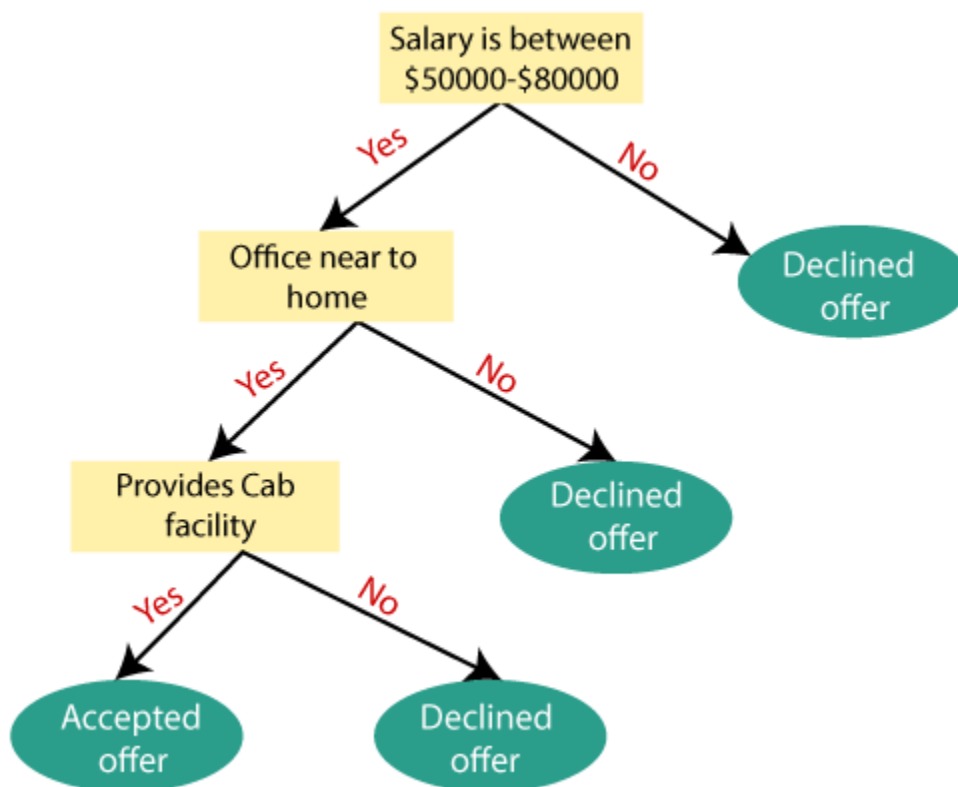 Salary is between
$50000-$80000
Yes
No
Office near to
home
Declined
offer
Yes
No
Provides Cab
facility
Declined
offer
Yes
No
Accepted
offer
Declined
offer